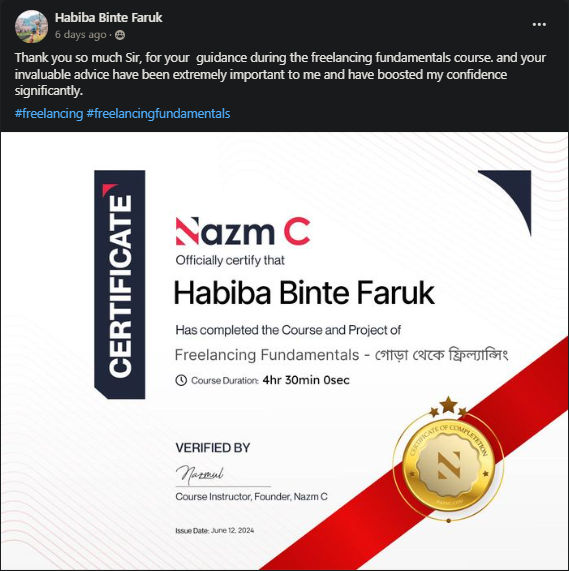 Habiba Binte Faruk
6 days ago ·
Thank you so much Sir, for your guidance during the freelancing fundamentals course. and your
invaluable advice have been extremely important to me and have boosted my confidence
significantly.
#freelancing #freelancingfundamentals
CERTIFICATE
Nazm C
Officially certify that
Habiba Binte Faruk
Has completed the Course and Project of
Freelancing Fundamentals - গোড়া থেকে ফ্রিল্যান্সিং
Course Duration: 4hr 30min 0sec
VERIFIED BY
Nazmul
Course Instructor, Founder, Nazm C
Issue Date: June 12, 2024
CERTIFICATE OF COMPLETETION
N